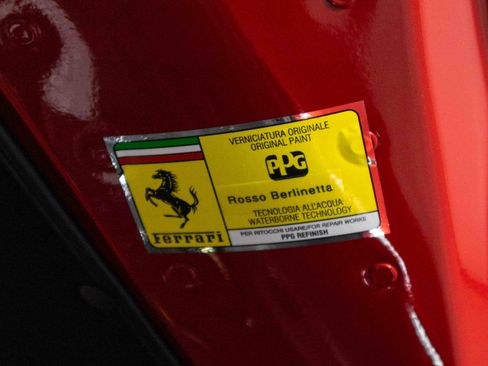 VERNICIATURA ORIGINALE
ORIGINAL PAINT
PPG
Rosso Berlinetta
TECNOLOGIA ALL'ACQUA
WATERBORNE TECHNOLOGY
PER RITOCCHI USARE/FOR REPAIR WORKS
PPG REFINISH
Ferrari